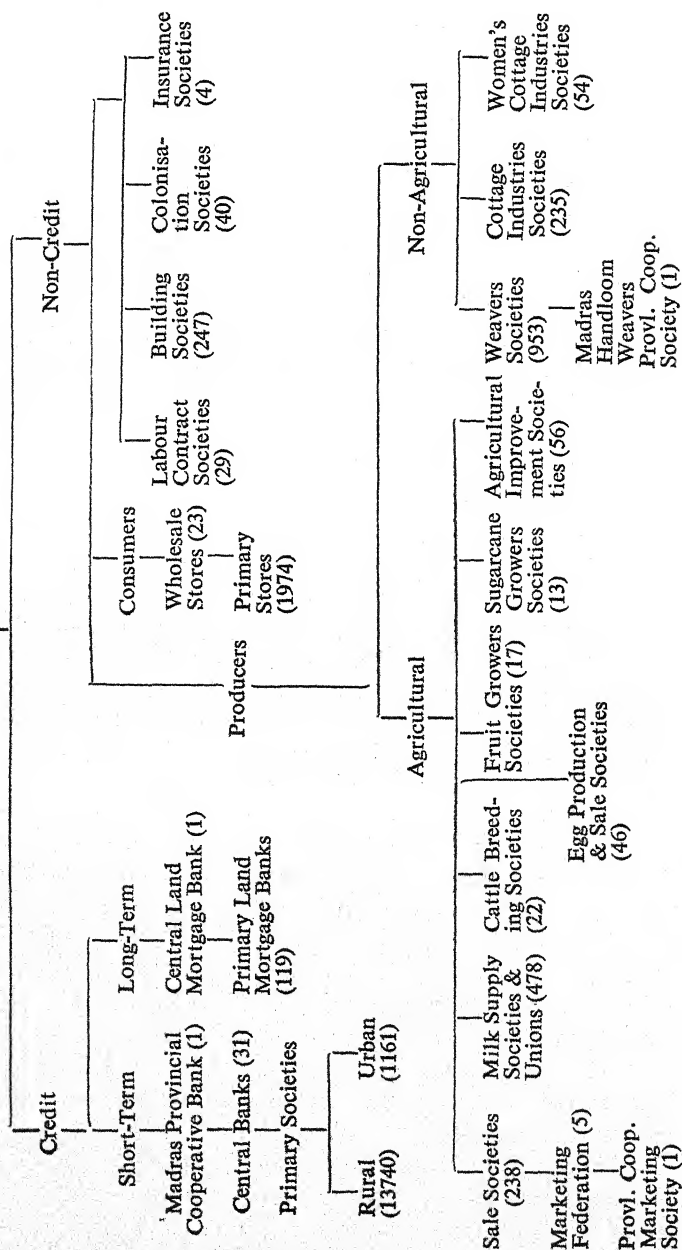 Credit
Non-Credit
Short-Term
Long-Term
Madras Provincial
Cooperative Bank (1)
Central Land
Mortgage Bank (1)
Central Banks (31)
Primary Land
Mortgage Banks
(119)
Primary Societies
Rural
(13740)
Urban
(1161)
Producers
Consumers
Wholesale
Stores (23)
Primary
Stores
(1974)
Labour
Contract
Societies
(29)
Building
Societies
(247)
Colonisa-
tion
Societies
(40)
Insurance
Societies
(4)
Agricultural
Non-Agricultural
Sale Societies
(238)
Marketing
Federation (5)
Provl. Coop.
Marketing
Society (1)
Milk Supply
Societies &
Unions (478)
Cattle Breed-
ing Societies
(22)
Egg Production
& Sale Societies
(46)
Fruit Growers
Societies (17)
Sugarcane
Growers
Societies
(13)
Agricultural
Improve-
ment Socie-
ties (56)
Weavers
Societies
(953)
Madras
Handloom
Weavers
Provl. Coop.
Society (1)
Cottage
Industries
Societies
(235)
Women's
Cottage
Industries
Societies
(54)